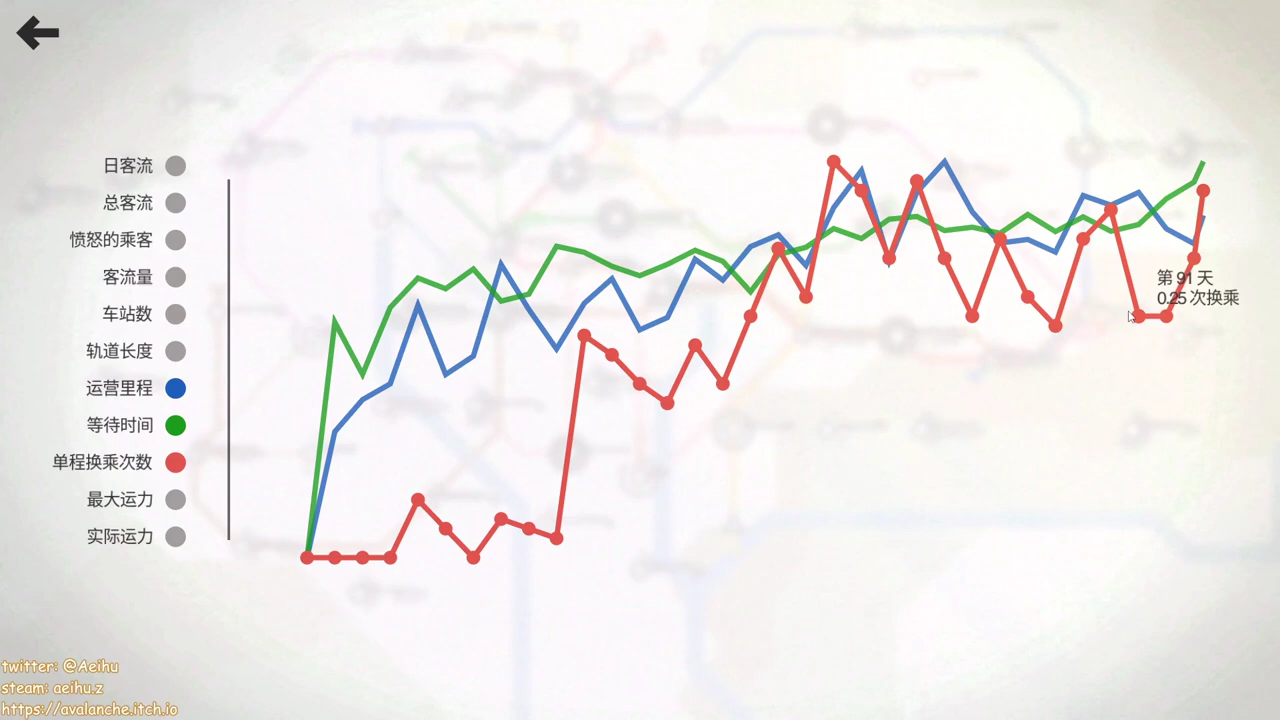 日客流
总客流
愤怒的乘客
客流量
车站数
轨道长度
运营里程
等待时间
单程换乘次数
最大运力
实际运力
第 91 天
0.25 次换乘
twitter: @Aeihu
steam: aeihu.z
https://avalanche.itch.io